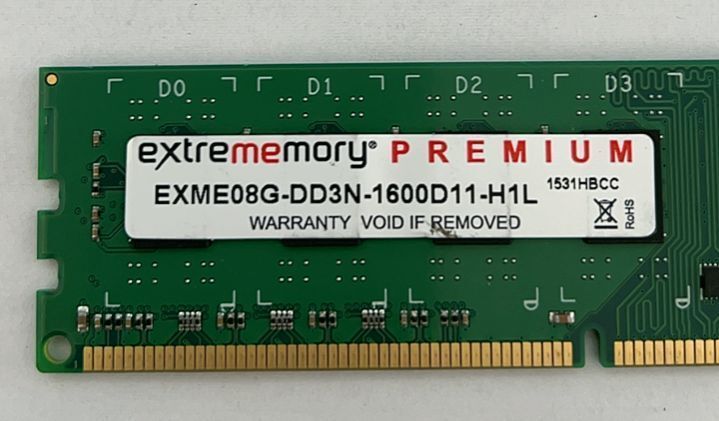 D0 D1 D2 D3
extrememory® PREMIUM
EXME08G-DD3N-1600D11-H1L 1531HBCC
WARRANTY VOID IF REMOVED
RoHS